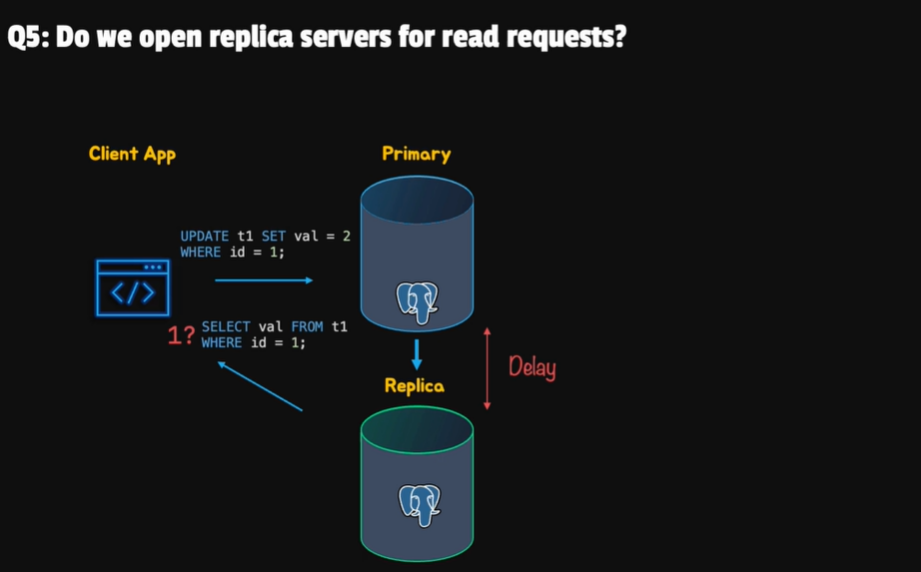 Q5: Do we open replica servers for read requests?
Client App
Primary
UPDATE t1 SET val = 2
WHERE id = 1;
</>
1?
SELECT val FROM t1
WHERE id = 1;
Delay
Replica